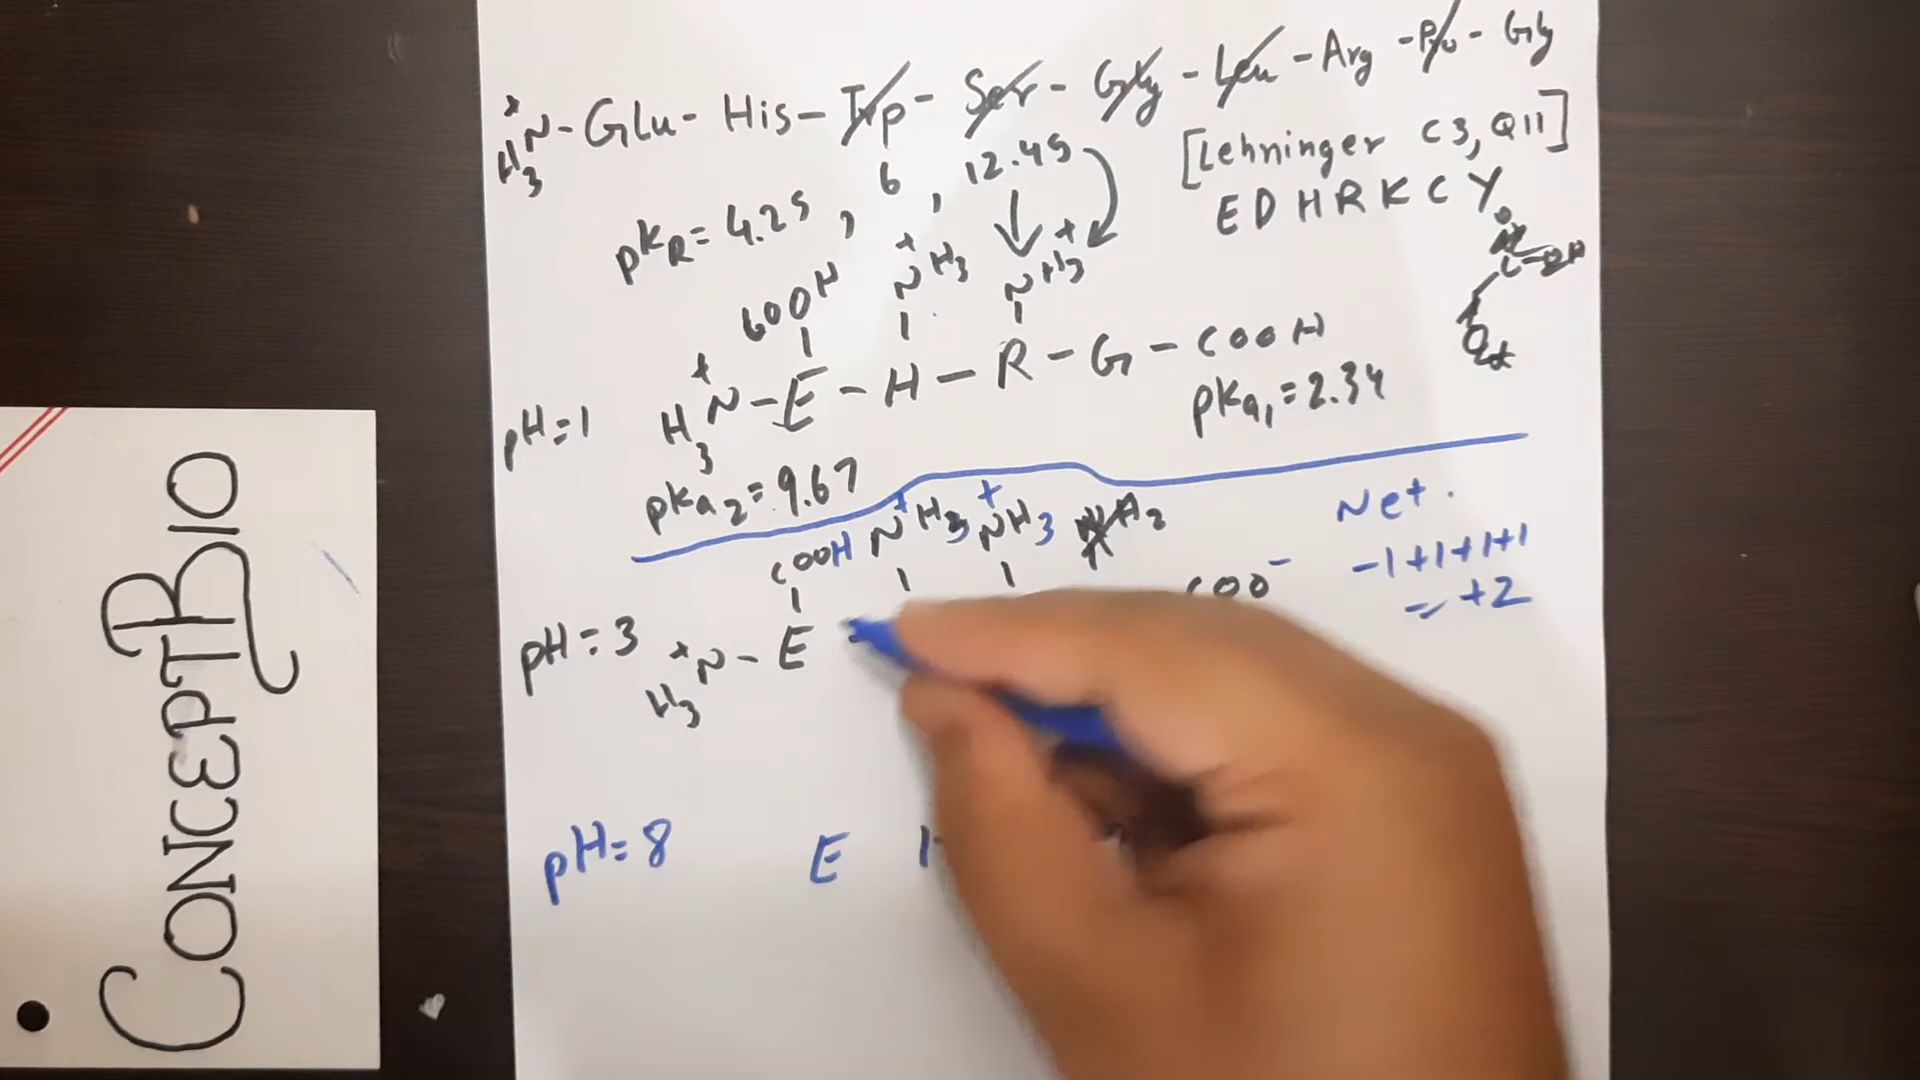 H3N+-Glu-His-Trp-Ser-Gly-Leu-Arg-Pro-Gly
[Lehninger C3, Q11]
pKR=4.25, 6, 12.45
EDHRKCY
COOH NH3+ NH3+
H3N+-E-H-R-G-COOH
pH=1
pKa1=2.34
pKa2=9.67
COOH NH3+ NH3+
Net.
-1+1+1+1
=+2
pH=3 H3N+-E COO-
pH=8 E
CONCEPTBIO